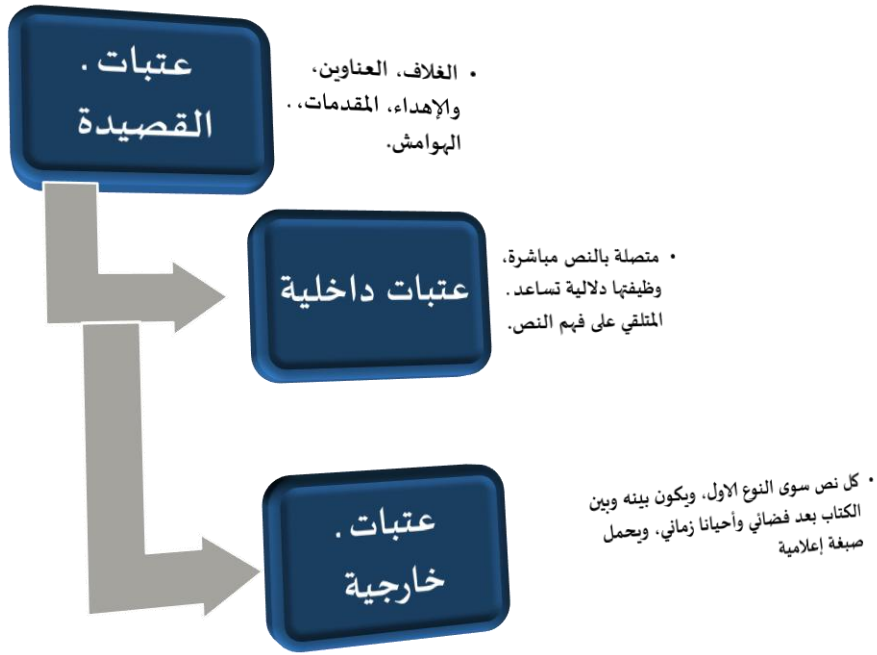 عتبات .
القصيدة
• الغلاف، العناوين،
والإهداء، المقدمات، .
الهوامش.
عتبات داخلية
• متصلة بالنص مباشرة،
وظيفتها دلالية تساعد .
المتلقي على فهم النص.
عتبات .
خارجية
• كل نص سوى النوع الاول، ويكون بينه وبين
الكتاب بعد فضائي وأحيانا زماني، ويحمل
صبغة إعلامية